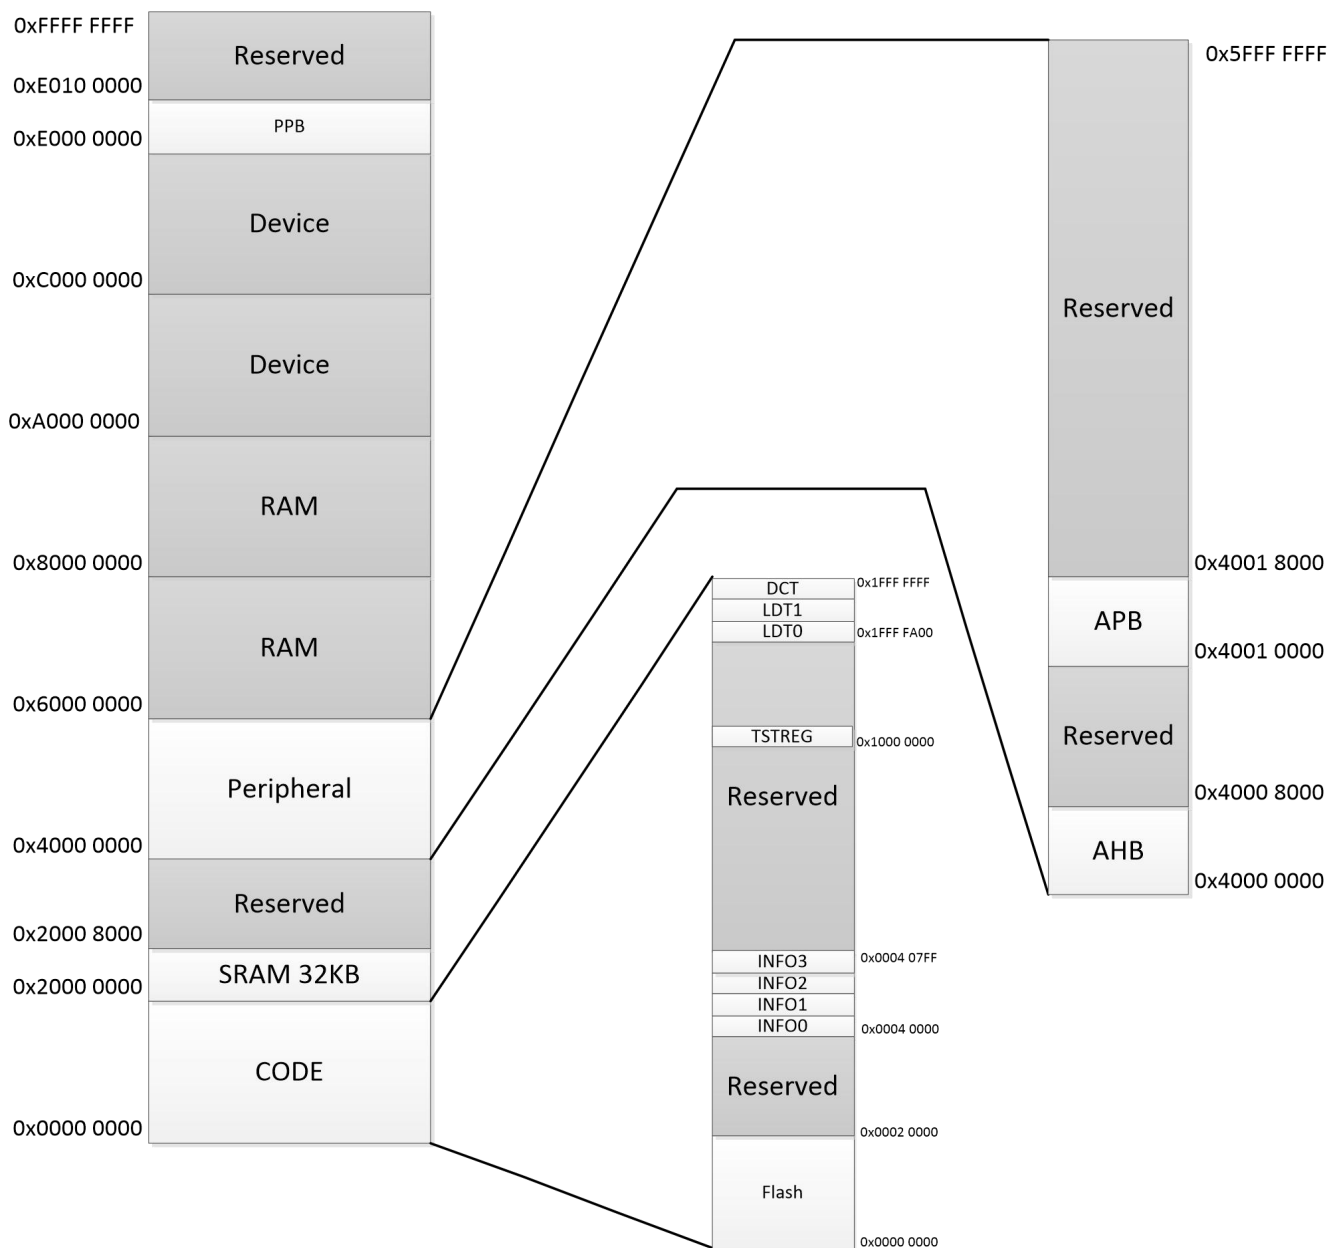 0xFFFF FFFF
Reserved
0xE010 0000
PPB
0xE000 0000
Device
0xC000 0000
Device
0xA000 0000
RAM
0x8000 0000
RAM
0x6000 0000
Peripheral
0x4000 0000
Reserved
0x2000 8000
SRAM 32KB
0x2000 0000
CODE
0x0000 0000
DCT
0x1FFF FFFF
LDT1
LDT0
0x1FFF FA00
TSTREG
0x1000 0000
Reserved
INFO3
0x0004 07FF
INFO2
INFO1
INFO0
0x0004 0000
Reserved
0x0002 0000
Flash
0x0000 0000
0x5FFF FFFF
Reserved
0x4001 8000
APB
0x4001 0000
Reserved
0x4000 8000
AHB
0x4000 0000